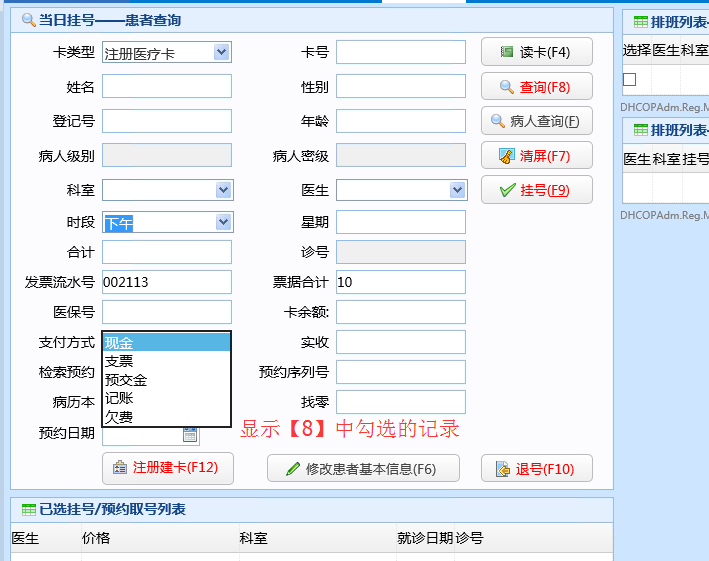 当日挂号——患者查询
卡类型 注册医疗卡 卡号 读卡(F4)
姓名 性别 查询(F8)
登记号 年龄 病人查询(F)
病人级别 病人密级 清屏(F7)
科室 医生 挂号(F9)
时段 下午 星期
合计 诊号
发票流水号 002113 票据合计 10
医保号 卡余额:
支付方式 现金 实收
支票
检索预约 预交金 预约序列号
病历本 记账 找零
欠费
预约日期 显示【8】中勾选的记录
注册建卡(F12) 修改患者基本信息(F6) 退号(F10)
已选挂号/预约取号列表
医生 价格 科室 就诊日期 诊号
排班列表
选择 医生 科室
DHCOPAdm.Reg.M
排班列表
医生 科室 挂号
DHCOPAdm.Reg.M